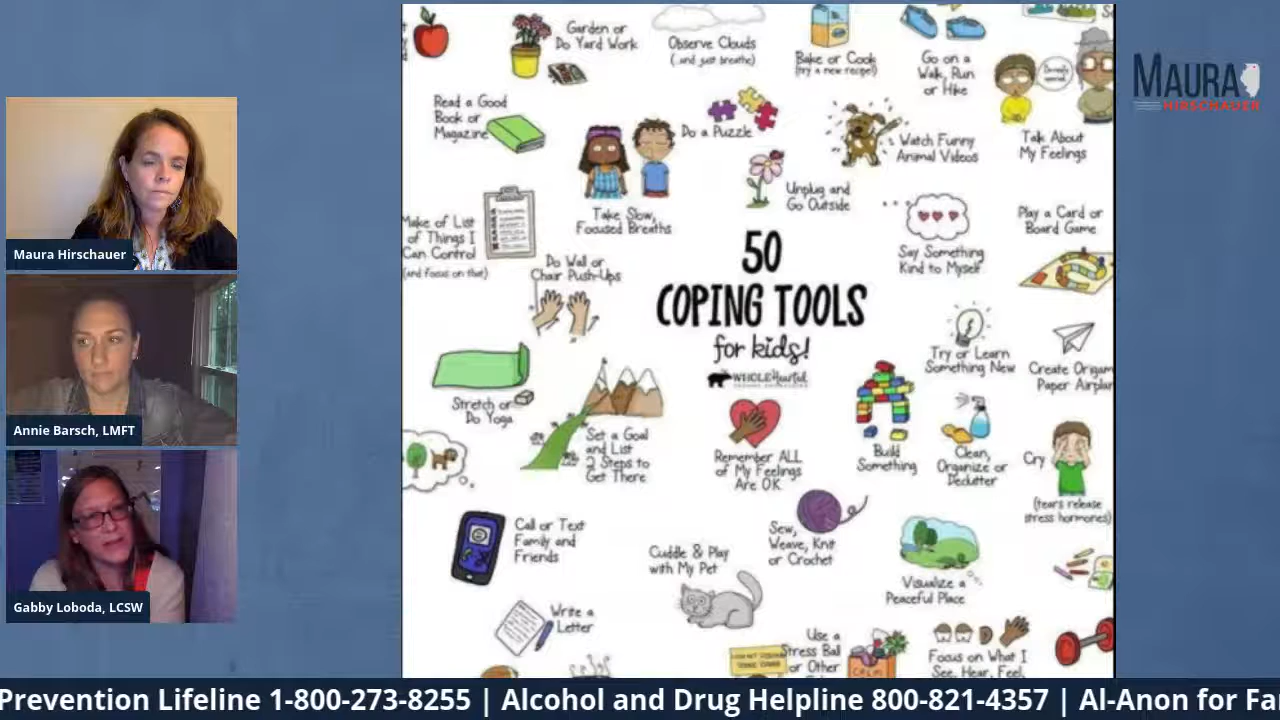 Garden or
Do Yard Work
Observe Clouds
(and just breathe)
Bake or Cook
(try a new recipe!)
Go on a
Walk, Run
or Hike
Talk About
My Feelings
Read a Good
Book or
Magazine
Do a Puzzle
Watch Funny
Animal Videos
Take Slow,
Focused Breaths
Unplug and
Go Outside
Say Something
Kind to Myself
Play a Card or
Board Game
Make of List
of Things I
Can Control
(and focus on that)
Do Wall or
Chair Push-Ups
50
COPING TOOLS
for kids!
WHOLEHearted
Try or Learn
Something New
Create Origami
Paper Airplan
Stretch or
Do Yoga
Set a Goal
and List
2 Steps to
Get There
Remember ALL
of My Feelings
Are OK
Build
Something
Clean,
Organize or
Declutter
Cry
(tears release
stress hormones)
Call or Text
Family and
Friends
Cuddle & Play
with My Pet
Sew,
Weave, Knit
or Crochet
Visualize a
Peaceful Place
Write a
Letter
Use a
Stress Ball
or Other
CALM
Focus on What I
See, Hear, Feel,
MAURA
HIRSCHAUER
Maura Hirschauer
Annie Barsch, LMFT
Gabby Loboda, LCSW
Prevention Lifeline 1-800-273-8255 | Alcohol and Drug Helpline 800-821-4357 | Al-Anon for Fa